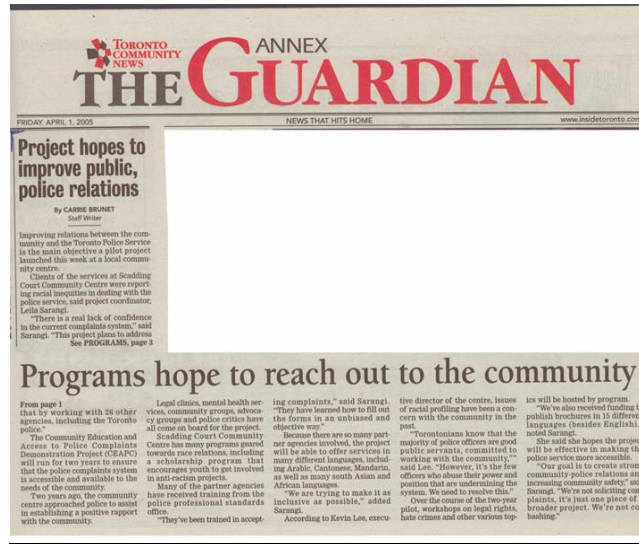 TORONTO
COMMUNITY
NEWS
ANNEX
THE GUARDIAN
FRIDAY, APRIL 1, 2005
NEWS THAT HITS HOME
www.insidetoronto.com
Project hopes to
improve public,
police relations
By CARRIE BRUNET
Staff Writer
Improving relations between the com-
munity and the Toronto Police Service
is the main objective a pilot project
launched this week at a local commu-
nity centre.
Clients of the services at Scadding
Court Community Centre were report-
ing racial inequities in dealing with the
police service, said project coordinator,
Leila Sarangi.
"There is a real lack of confidence
in the current complaints system," said
Sarangi. "This project plans to address
See PROGRAMS, page 3
Programs hope to reach out to the community
From page 1
that by working with 26 other
agencies, including the Toronto
police."
The Community Education and
Access to Police Complaints
Demonstration Project (CEAPC)
will run for two years to ensure
that the police complaints system
is accessible and available to the
needs of the community.
Two years ago, the community
centre approached police to assist
in establishing a positive rapport
with the community.
Legal clinics, mental health ser-
vices, community groups, advoca-
cy groups and police critics have
all come on board for the project.
Scadding Court Community
Centre has many programs geared
towards race relations, including
a scholarship program that
encourages youth to get involved
in anti-racism projects.
Many of the partner agencies
have received training from the
police professional standards
office.
"They've been trained in accept-
ing complaints," said Sarangi.
"They have learned how to fill out
the forms in an unbiased and
objective way."
Because there are so many part-
ner agencies involved, the project
will be able to offer services in
many different languages, includ-
ing Arabic, Cantonese, Mandarin,
as well as many south Asian and
African languages.
"We are trying to make it as
inclusive as possible," added
Sarangi.
According to Kevin Lee, execu-
tive director of the centre, issues
of racial profiling have been a con-
cern with the community in the
past.
"Torontonians know that the
majority of police officers are good
public servants, committed to
working with the community,""
said Lee. "However, it's the few
officers who abuse their power and
position that are undermining the
system. We need to resolve this."
Over the course of the two-year
pilot, workshops on legal rights,
hate crimes and other various top-
ics will be hosted by program.
"We've also received funding t
publish brochures in 15 differen
languages (besides English),
noted Sarangi.
She said she hopes the projec
will be effective in making th
police service more accessible.
"Our goal is to create stron
community-police relations an
increasing community safety," sai
Sarangi. "We're not soliciting com
plaints, it's just one piece of
broader project. We're not co
bashing."